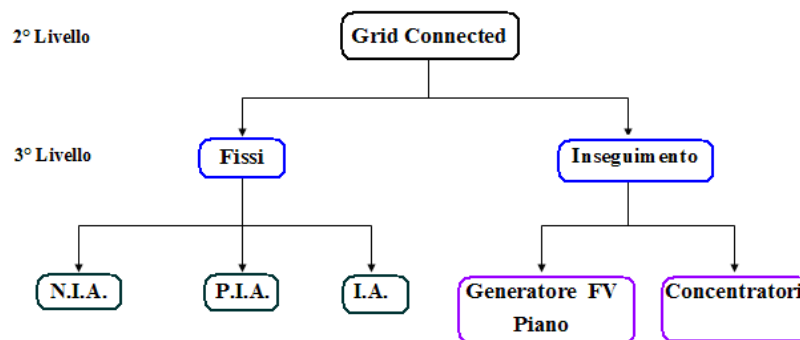 2° Livello
Grid Connected
3° Livello
Fissi
Inseguimento
N.I.A.
P.I.A.
I.A.
Generatore FV
Piano
Concentratori